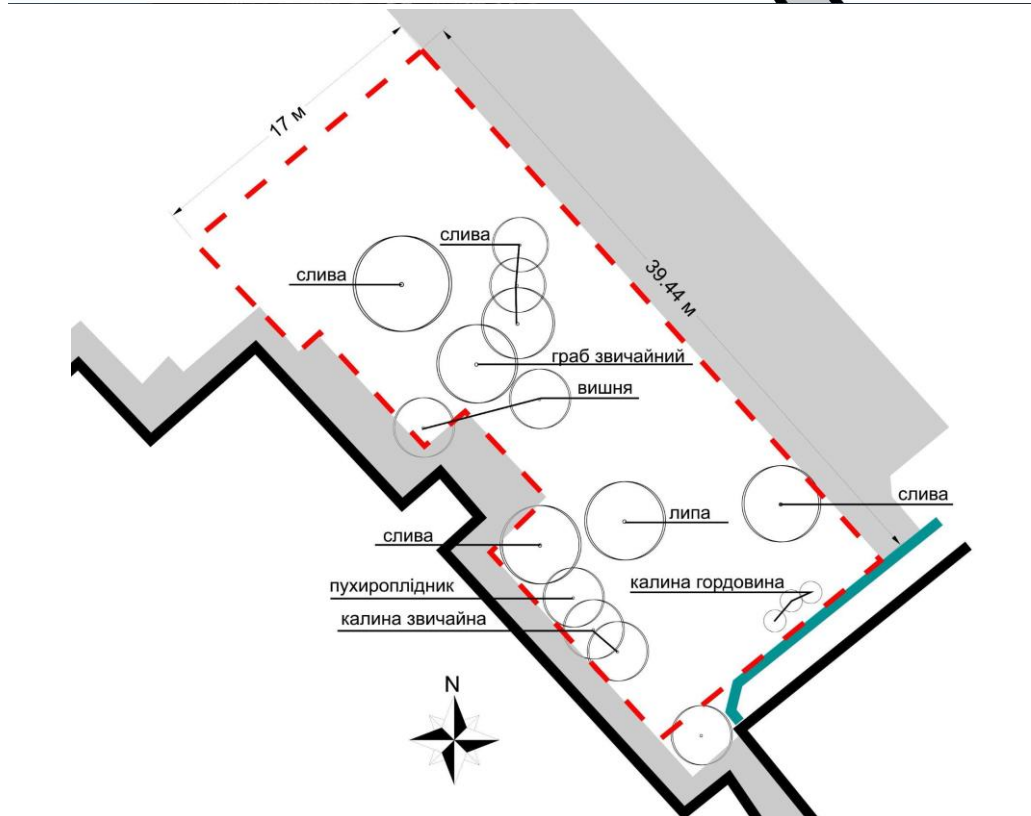 17 м
слива
слива
39.44 м
граб звичайний
вишня
слива
липа
слива
калина гордовина
пухироплідник
калина звичайна
N